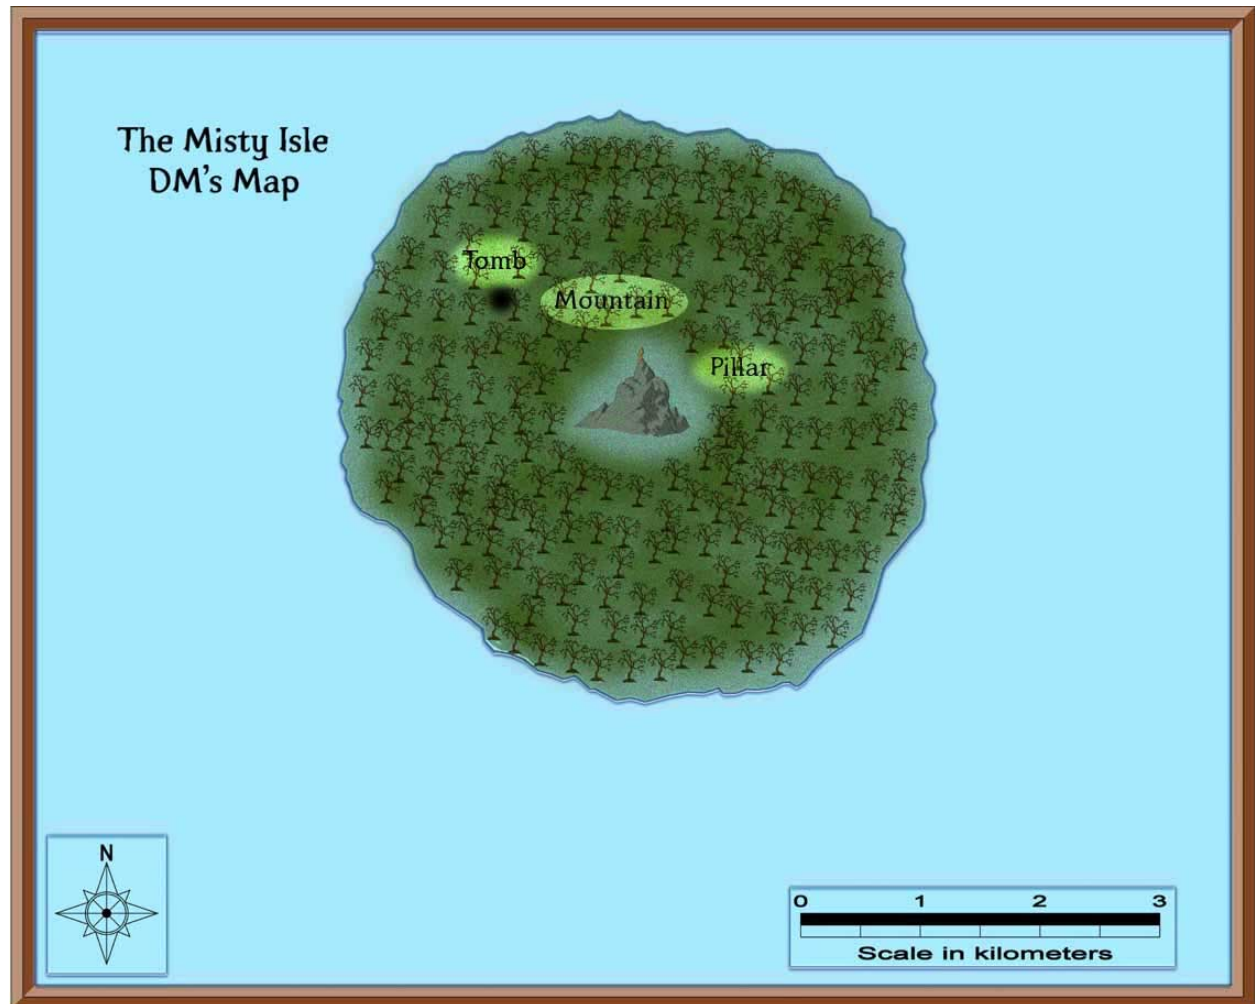 The Misty Isle
DM's Map
Tomb
Mountain
Pillar
N
0 1 2 3
Scale in kilometers